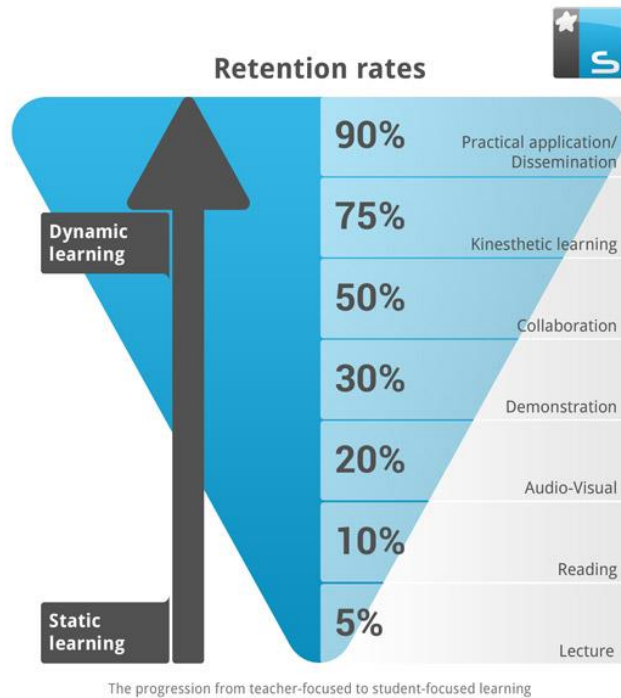 Retention rates
S
90%
Practical application/
Dissemination
75%
Kinesthetic learning
50%
Collaboration
30%
Demonstration
20%
Audio-Visual
10%
Reading
5%
Lecture
Dynamic
learning
Static
learning
The progression from teacher-focused to student-focused learning